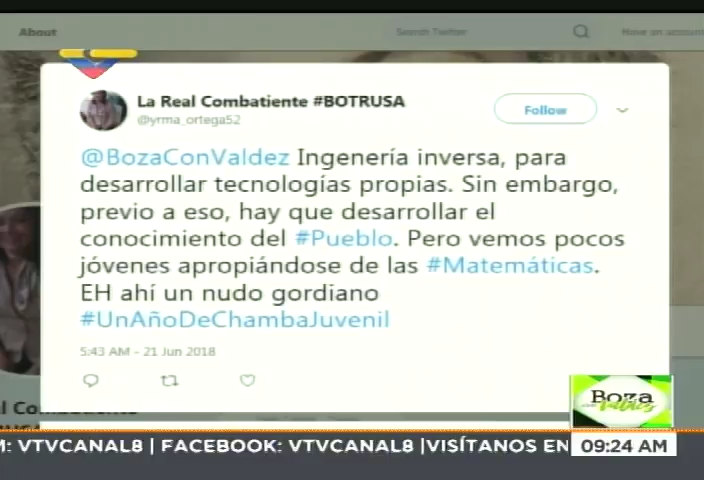 About
Search Twitter
Have an account
La Real Combatiente #BOTRUSA
@yrma_ortega52
Follow
@BozaConValdez Ingenería inversa, para
desarrollar tecnologías propias. Sin embargo,
previo a eso, hay que desarrollar el
conocimiento del #Pueblo. Pero vemos pocos
jóvenes apropiándose de las #Matemáticas.
EH ahí un nudo gordiano
#UnAñoDeChambaJuvenil
5:43 AM - 21 Jun 2018
Boza
M: VTVCANAL8 | FACEBOOK: VTVCANAL8 |VISÍTANOS EN
09:24 AM